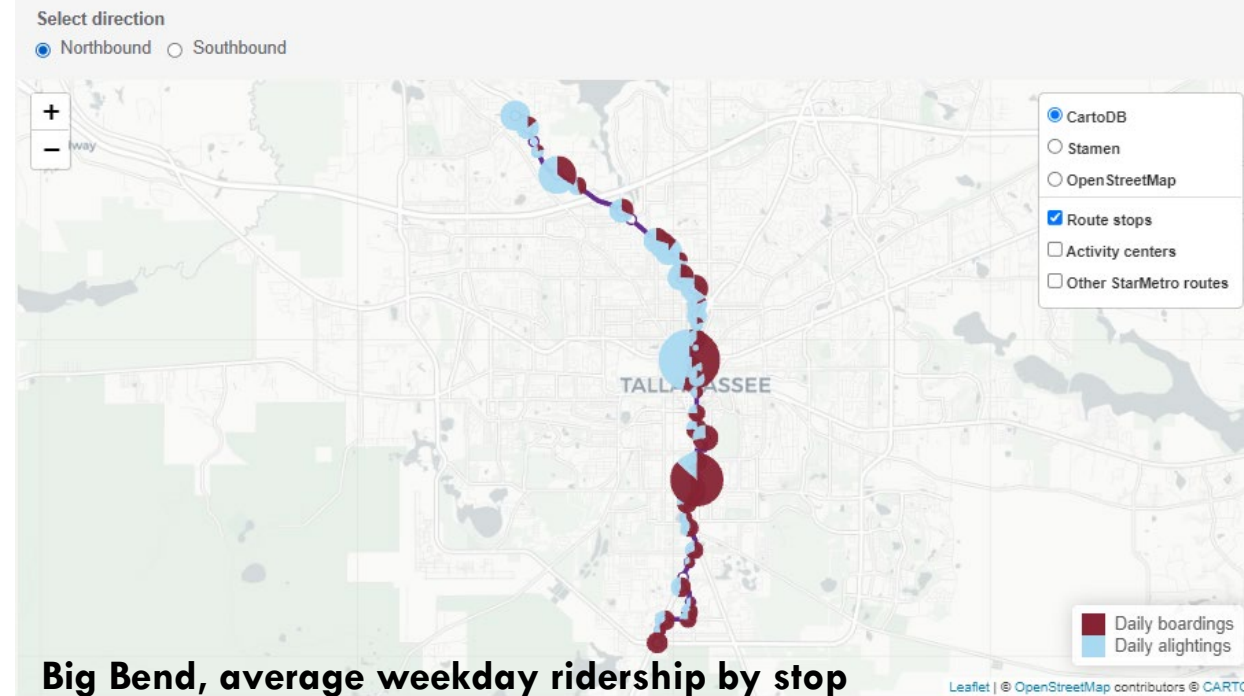 Select direction
Northbound Southbound
+
−
way
CartoDB
Stamen
OpenStreetMap
Route stops
Activity centers
Other StarMetro routes
TALLAHASSEE
Daily boardings
Daily alightings
Big Bend, average weekday ridership by stop
Leaflet | © OpenStreetMap contributors © CARTO